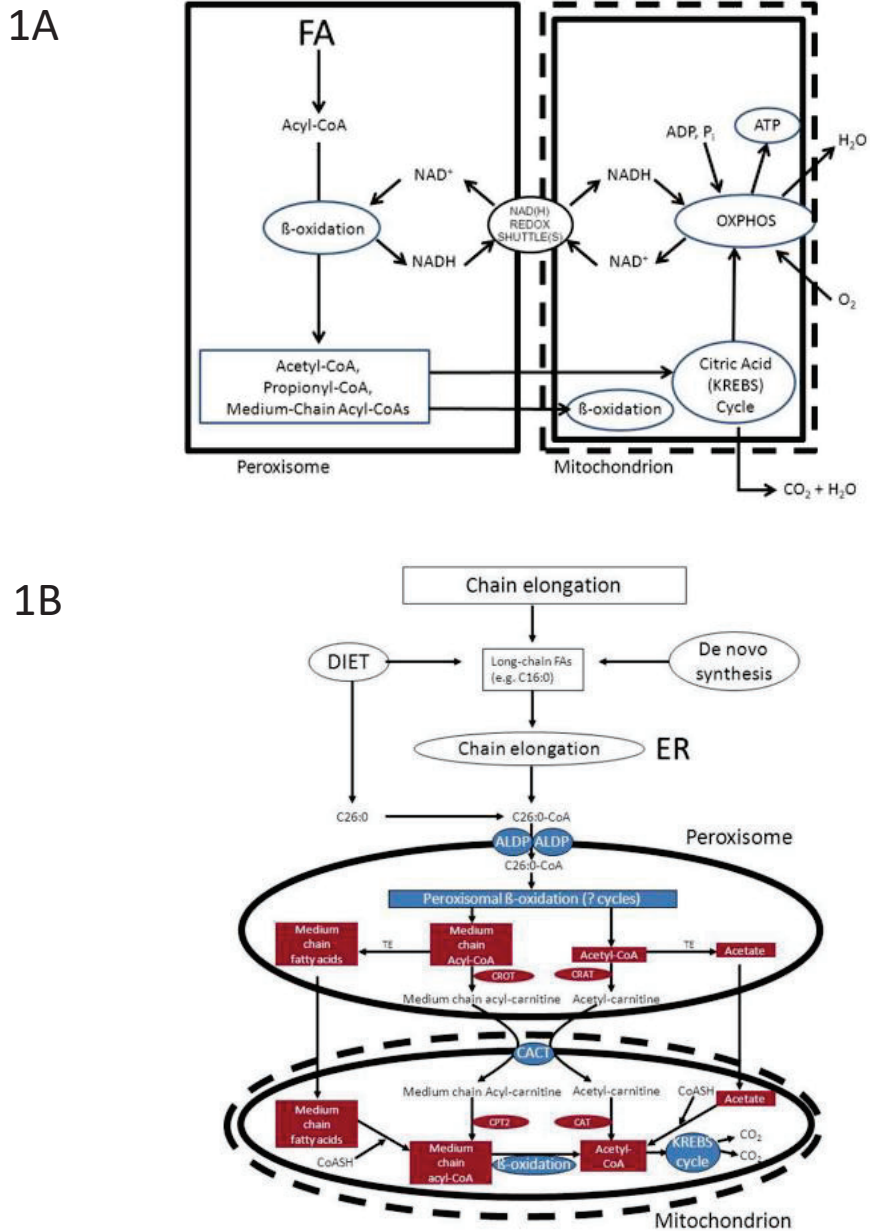 1A
FA
Acyl-CoA
NAD⁺
ß-oxidation
NADH
NAD(H)
REDOX
SHUTTLE(S)
NADH
NAD⁺
ADP, Pᵢ
ATP
H₂O
OXPHOS
O₂
Acetyl-CoA,
Propionyl-CoA,
Medium-Chain Acyl-CoAs
ß-oxidation
Citric Acid
(KREBS)
Cycle
Peroxisome
Mitochondrion
CO₂ + H₂O
1B
Chain elongation
DIET
Long-chain FAs
(e.g. C16:0)
De novo
synthesis
Chain elongation
ER
C26:0
C26:0-CoA
ALDP
ALDP
Peroxisome
C26:0-CoA
Peroxisomal ß-oxidation (? cycles)
Medium
chain
fatty acids
TE
Medium
chain
Acyl-CoA
Acetyl-CoA
TE
Acetate
CROT
CRAT
Medium chain acyl-carnitine
Acetyl-carnitine
CACT
Medium chain Acyl-carnitine
Acetyl-carnitine
CoASH
Acetate
Medium
chain
fatty acids
CPT2
CAT
CoASH
Medium
chain
acyl-CoA
ß-oxidation
Acetyl-
CoA
KREBS
cycle
CO₂
CO₂
Mitochondrion